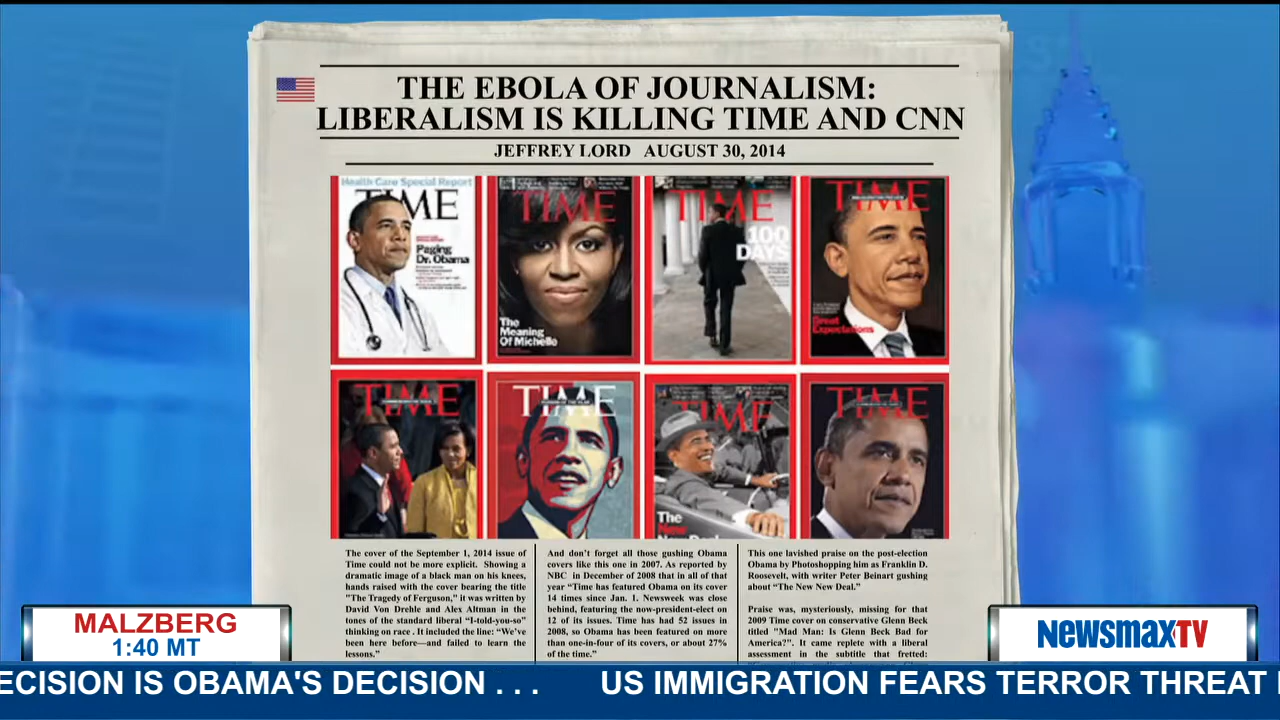 THE EBOLA OF JOURNALISM:
LIBERALISM IS KILLING TIME AND CNN
JEFFREY LORD AUGUST 30, 2014
Health Care Special Report
TIME
Paging
Dr. Obama
TIME
The
Meaning
Of Michelle
TIME
100
DAYS
TIME
Great
Expectations
TIME
TIME
TIME
The
New
New Deal
TIME
The cover of the September 1, 2014 issue of
Time could not be more explicit. Showing a
dramatic image of a black man on his knees,
hands raised with the cover bearing the title
"The Tragedy of Ferguson," it was written by
David Von Drehle and Alex Altman in the
tones of the standard liberal “I-told-you-so”
thinking on race . It included the line: “We’ve
been here before—and failed to learn the
lessons.”
And don’t forget all those gushing Obama
covers like this one in 2007. As reported by
NBC in December of 2008 that in all of that
year “Time has featured Obama on its cover
14 times since Jan. 1. Newsweek was close
behind, featuring the now-president-elect on
12 of its issues. Time has had 52 issues in
2008, so Obama has been featured on more
than one-in-four of its covers, or about 27%
of the time.”
This one lavished praise on the post-election
Obama by Photoshopping him as Franklin D.
Roosevelt, with writer Peter Beinart gushing
about “The New New Deal.”
Praise was, mysteriously, missing for that
2009 Time cover on conservative Glenn Beck
titled "Mad Man: Is Glenn Beck Bad for
America?". It came replete with a liberal
assessment in the subtitle that fretted:
MALZBERG
1:40 MT
NEWSMAXTV
ECISION IS OBAMA'S DECISION . . . US IMMIGRATION FEARS TERROR THREAT